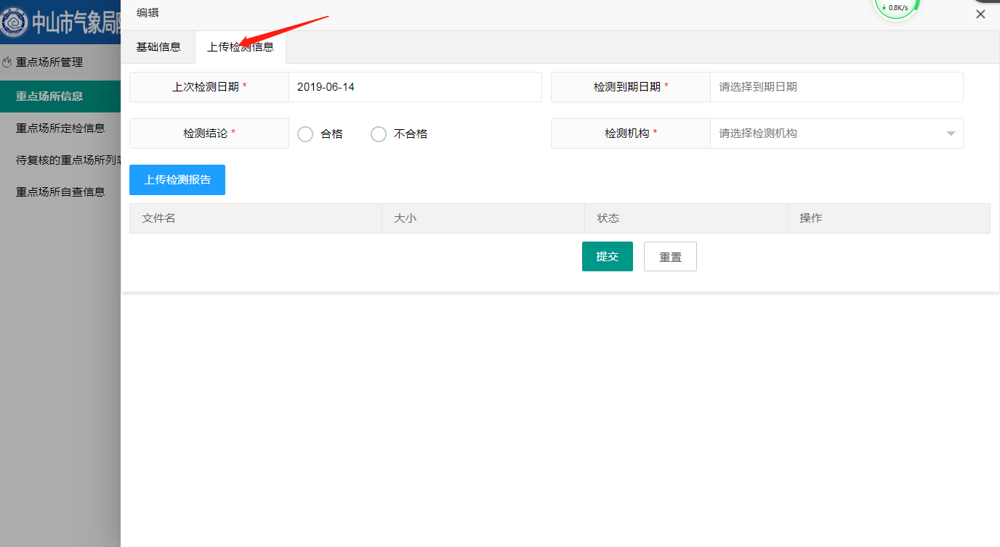 中山市气象局
编辑
↓ 0.8K/s
基础信息
上传检测信息
重点场所管理
重点场所信息
重点场所定检信息
待复核的重点场所列表
重点场所自查信息
上次检测日期 *
2019-06-14
检测到期日期 *
请选择到期日期
检测结论 *
合格
不合格
检测机构 *
请选择检测机构
上传检测报告
文件名
大小
状态
操作
提交
重置